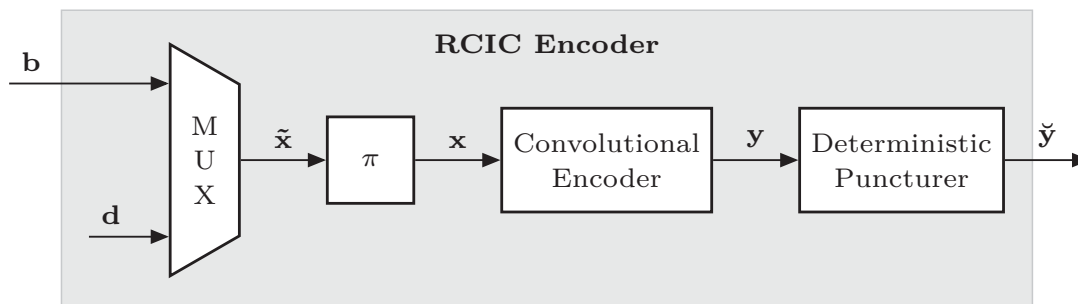 RCIC Encoder
b
d
M
U
X
x̃
π
x
Convolutional
Encoder
y
Deterministic
Puncturer
y̆